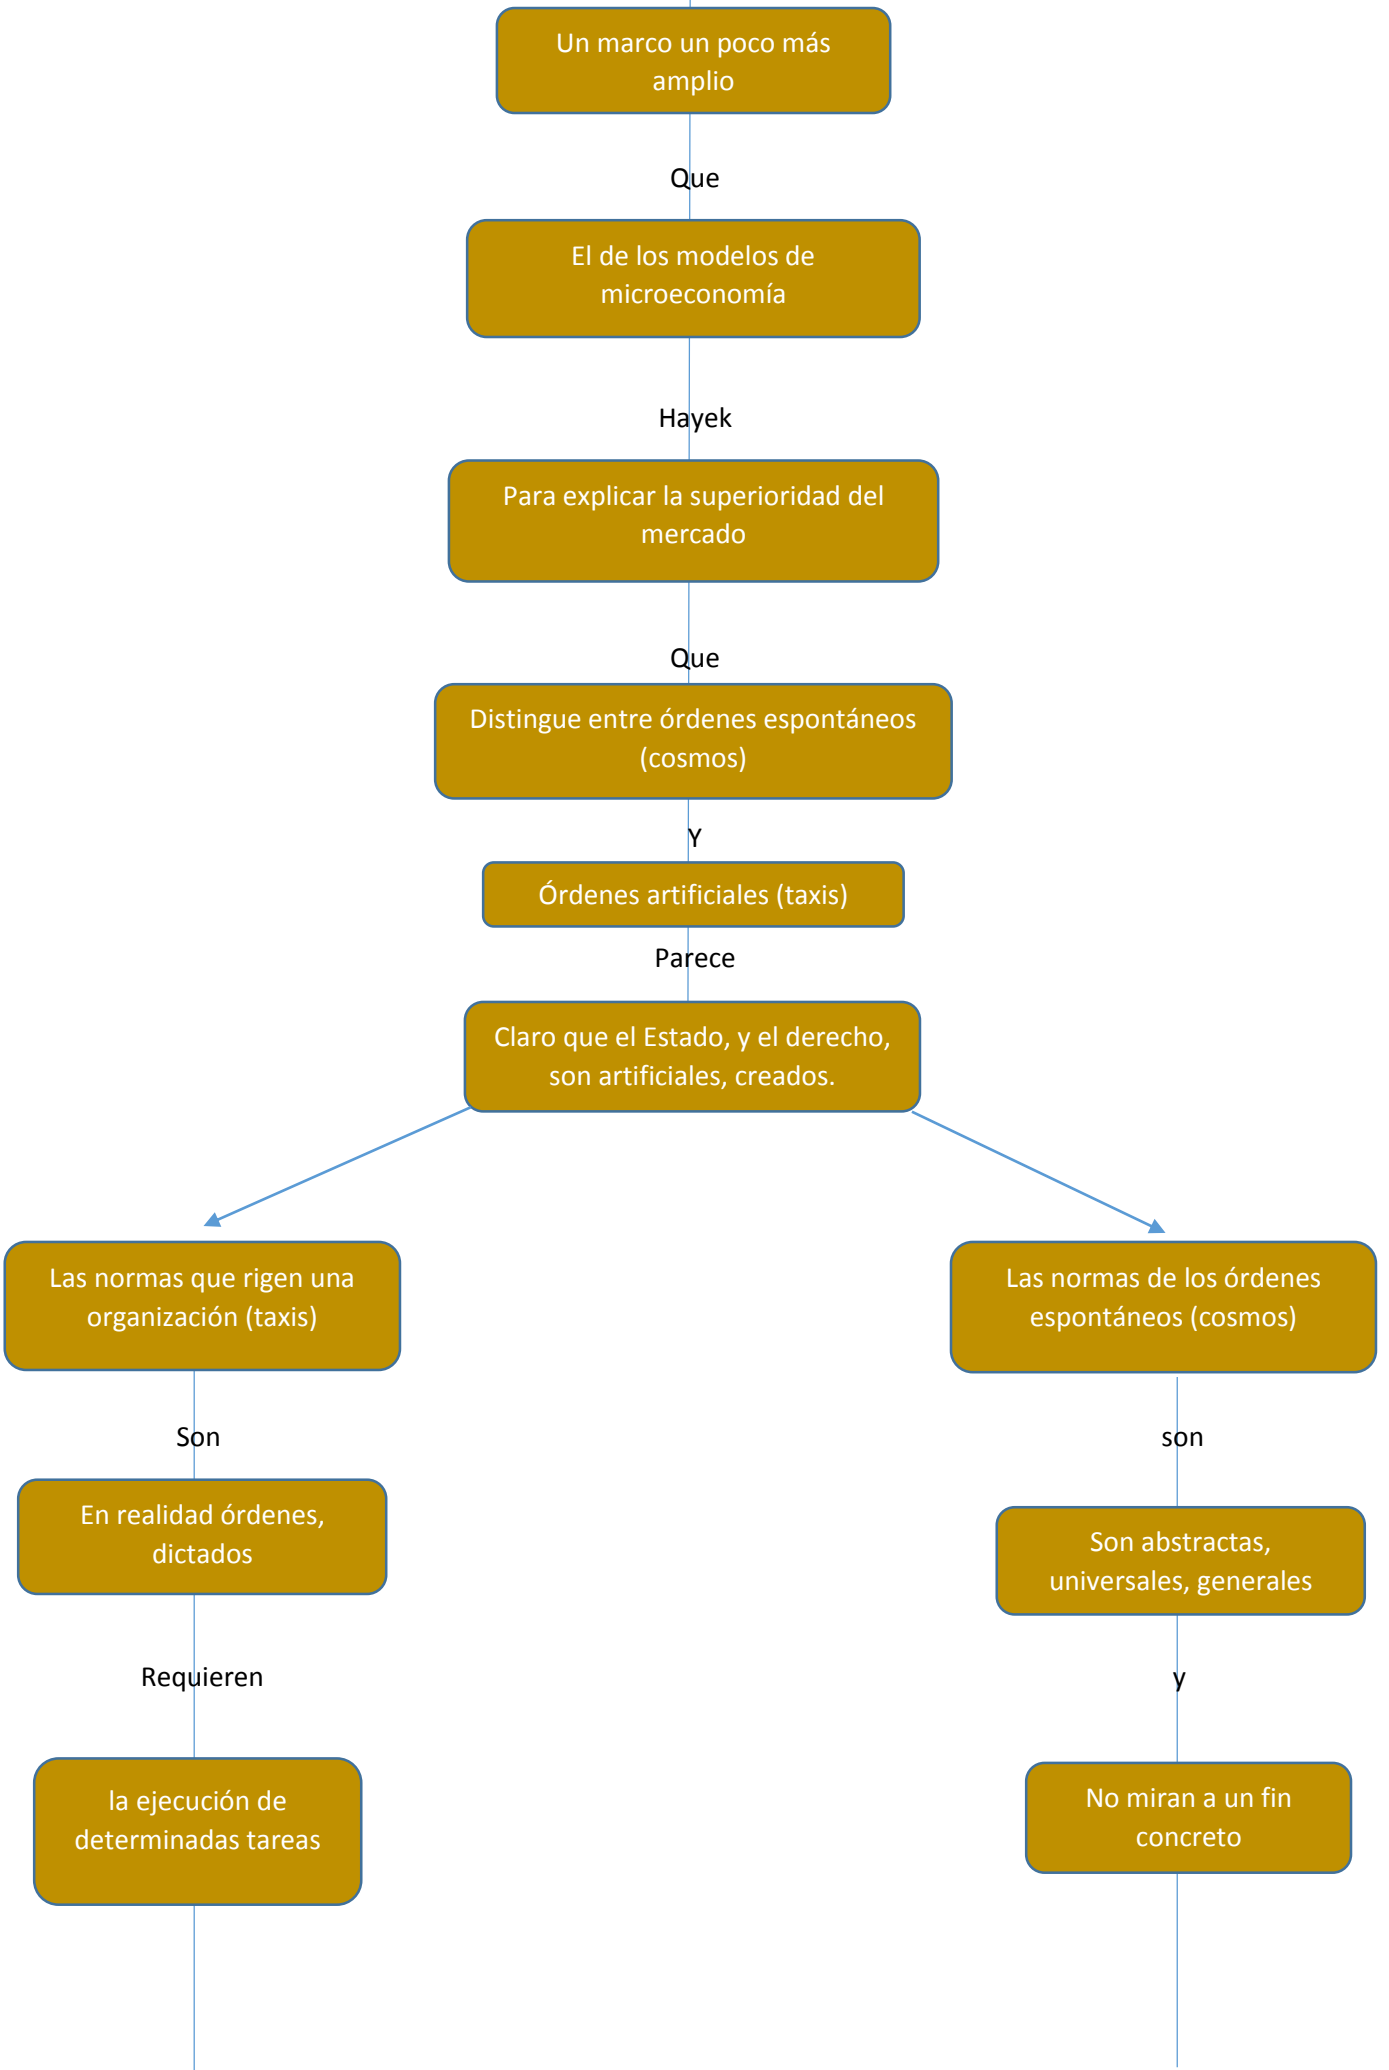 Un marco un poco más
amplio
Que
El de los modelos de
microeconomía
Hayek
Para explicar la superioridad del
mercado
Que
Distingue entre órdenes espontáneos
(cosmos)
Y
Órdenes artificiales (taxis)
Parece
Claro que el Estado, y el derecho,
son artificiales, creados.
Las normas que rigen una
organización (taxis)
Son
En realidad órdenes,
dictados
Requieren
la ejecución de
determinadas tareas
Las normas de los órdenes
espontáneos (cosmos)
son
Son abstractas,
universales, generales
y
No miran a un fin
concreto